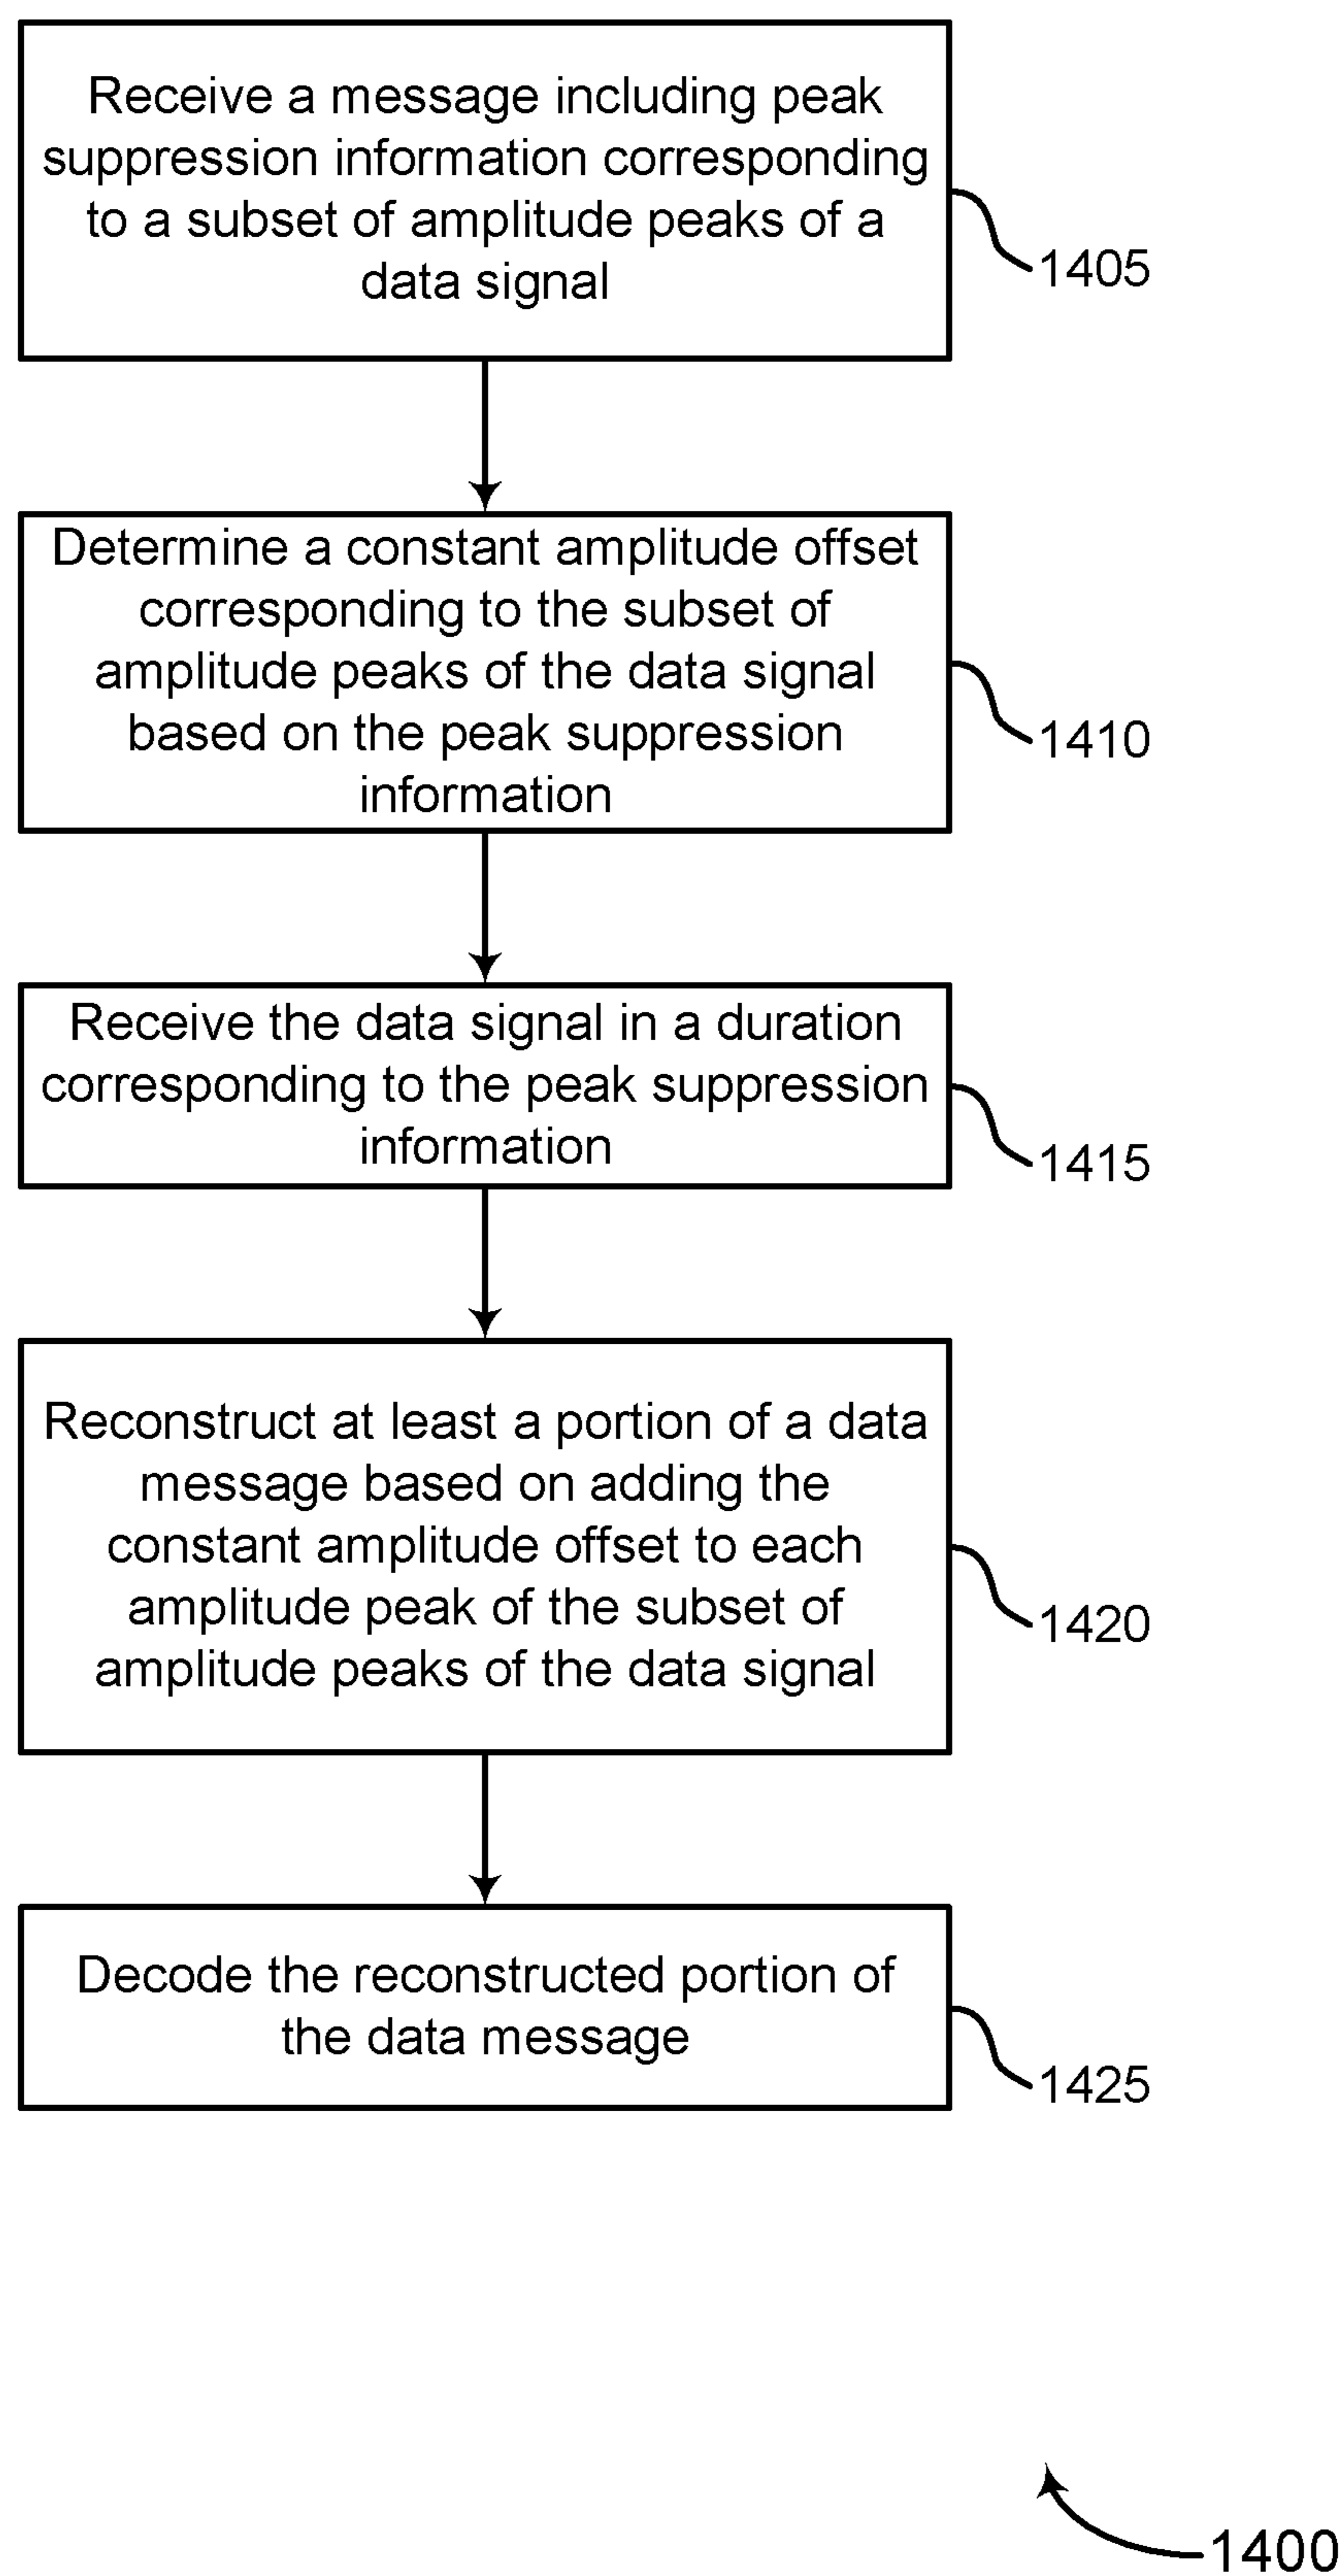 Receive a message including peak
suppression information corresponding
to a subset of amplitude peaks of a
data signal
1405
Determine a constant amplitude offset
corresponding to the subset of
amplitude peaks of the data signal
based on the peak suppression
information
1410
Receive the data signal in a duration
corresponding to the peak suppression
information
1415
Reconstruct at least a portion of a data
message based on adding the
constant amplitude offset to each
amplitude peak of the subset of
amplitude peaks of the data signal
1420
Decode the reconstructed portion of
the data message
1425
1400